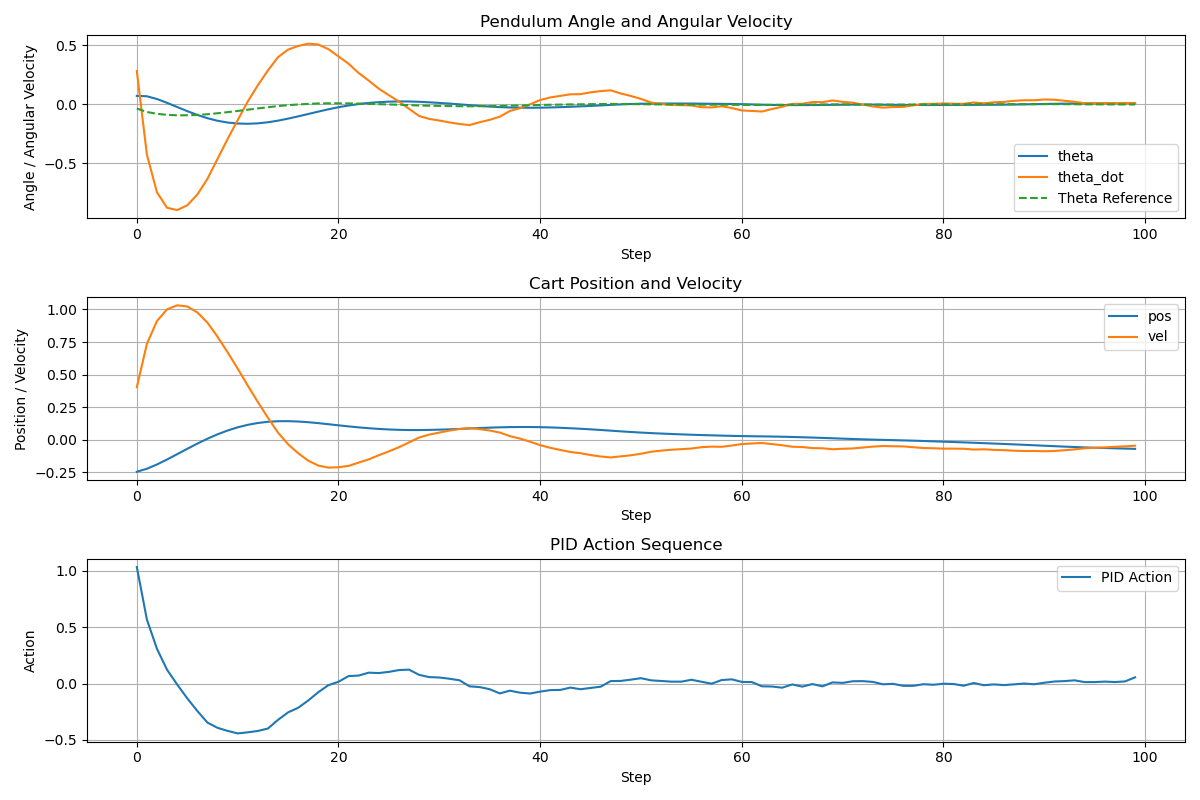 Pendulum Angle and Angular Velocity
Angle / Angular Velocity
0.5
0.0
−0.5
theta
theta_dot
Theta Reference
0 20 40 60 80 100
Step
Cart Position and Velocity
Position / Velocity
1.00
0.75
0.50
0.25
0.00
−0.25
pos
vel
0 20 40 60 80 100
Step
PID Action Sequence
Action
1.0
0.5
0.0
−0.5
PID Action
0 20 40 60 80 100
Step